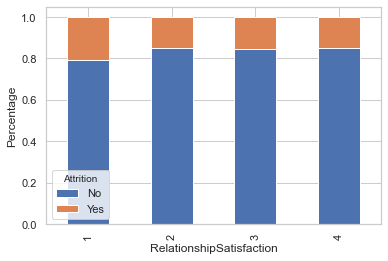 1.0
0.8
0.6
0.4
0.2
0.0
Percentage
Attrition
No
Yes
1
2
3
4
RelationshipSatisfaction